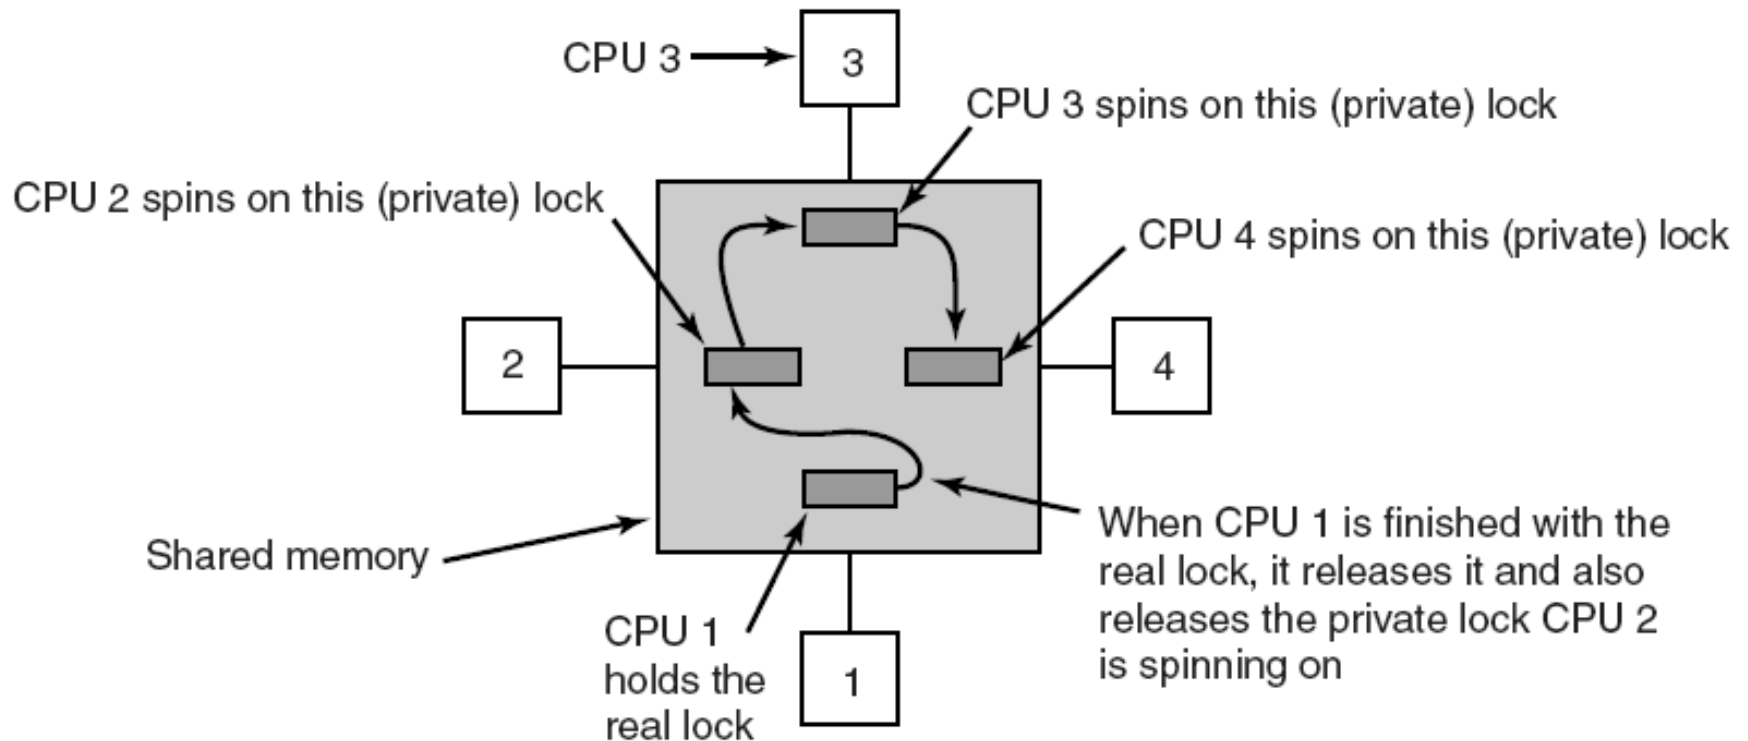 CPU 3
3
CPU 3 spins on this (private) lock
CPU 2 spins on this (private) lock
CPU 4 spins on this (private) lock
2
4
Shared memory
When CPU 1 is finished with the
real lock, it releases it and also
releases the private lock CPU 2
is spinning on
CPU 1
holds the
real lock
1